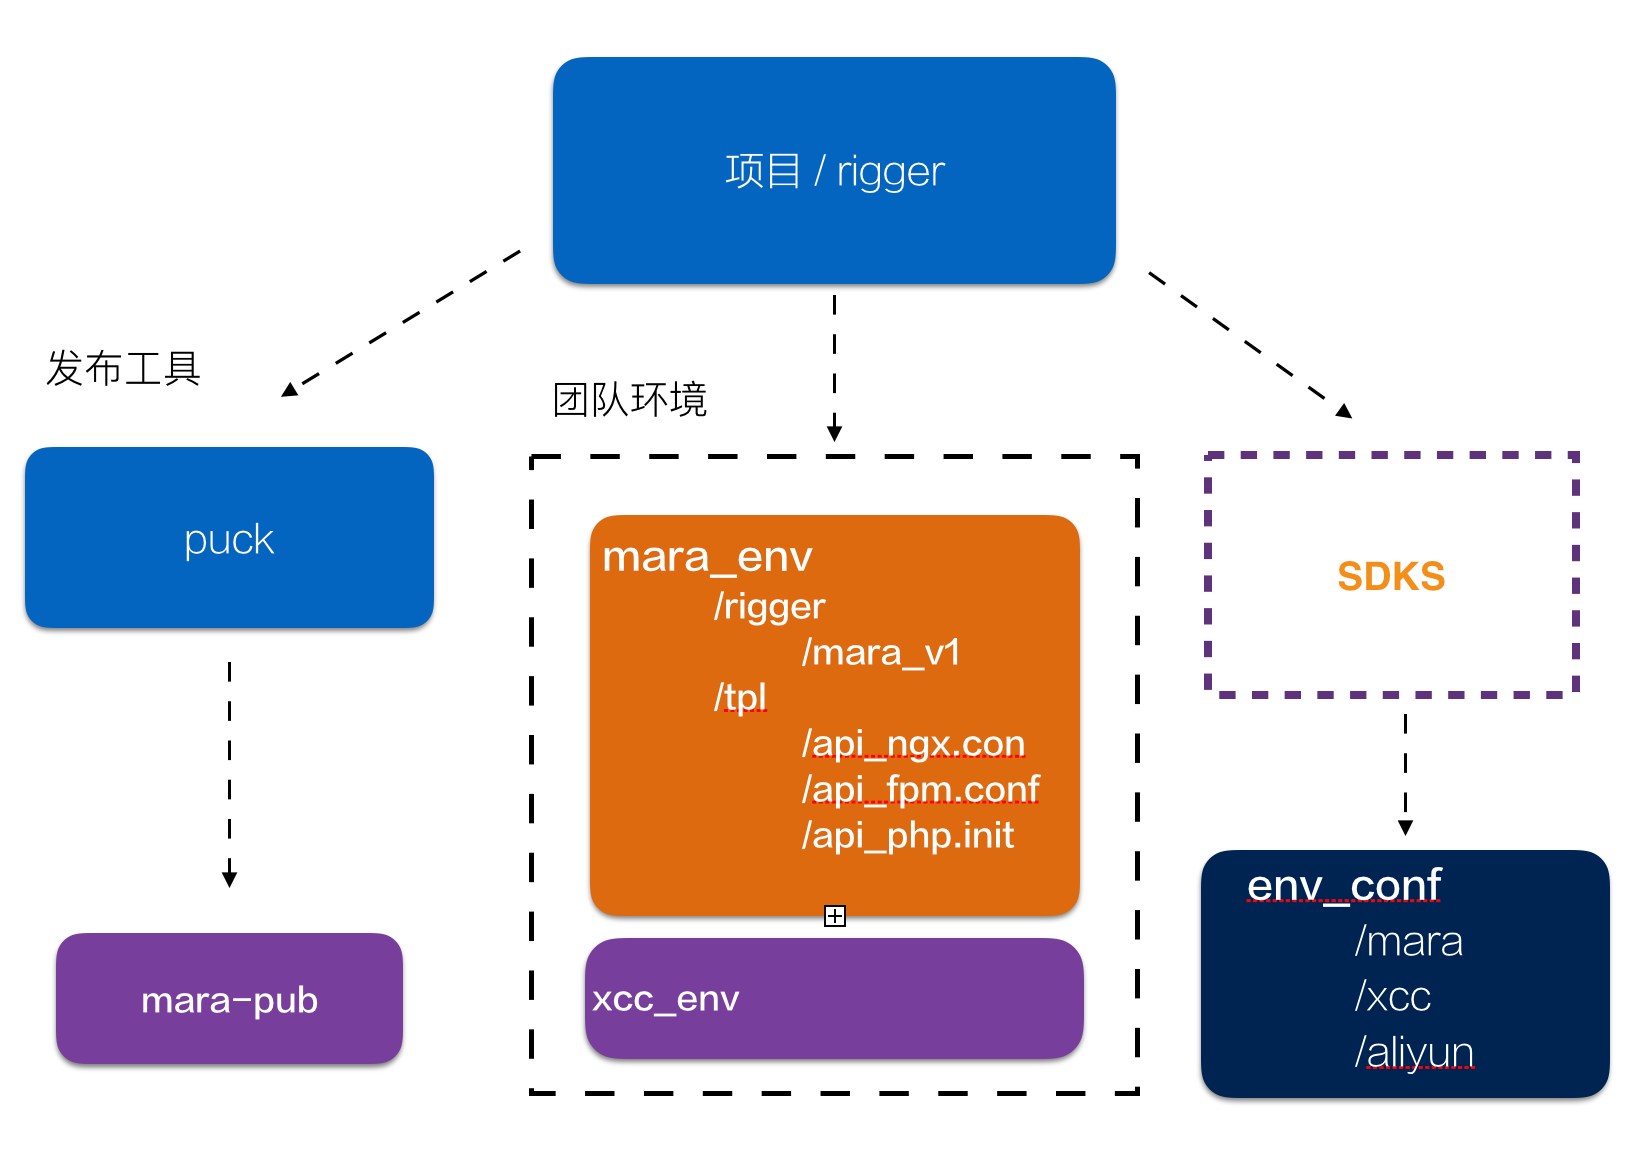 项目 / rigger
发布工具
puck
mara-pub
团队环境
mara_env
/rigger
/mara_v1
/tpl
/api_ngx.con
/api_fpm.conf
/api_php.init
xcc_env
SDKS
env_conf
/mara
/xcc
/aliyun